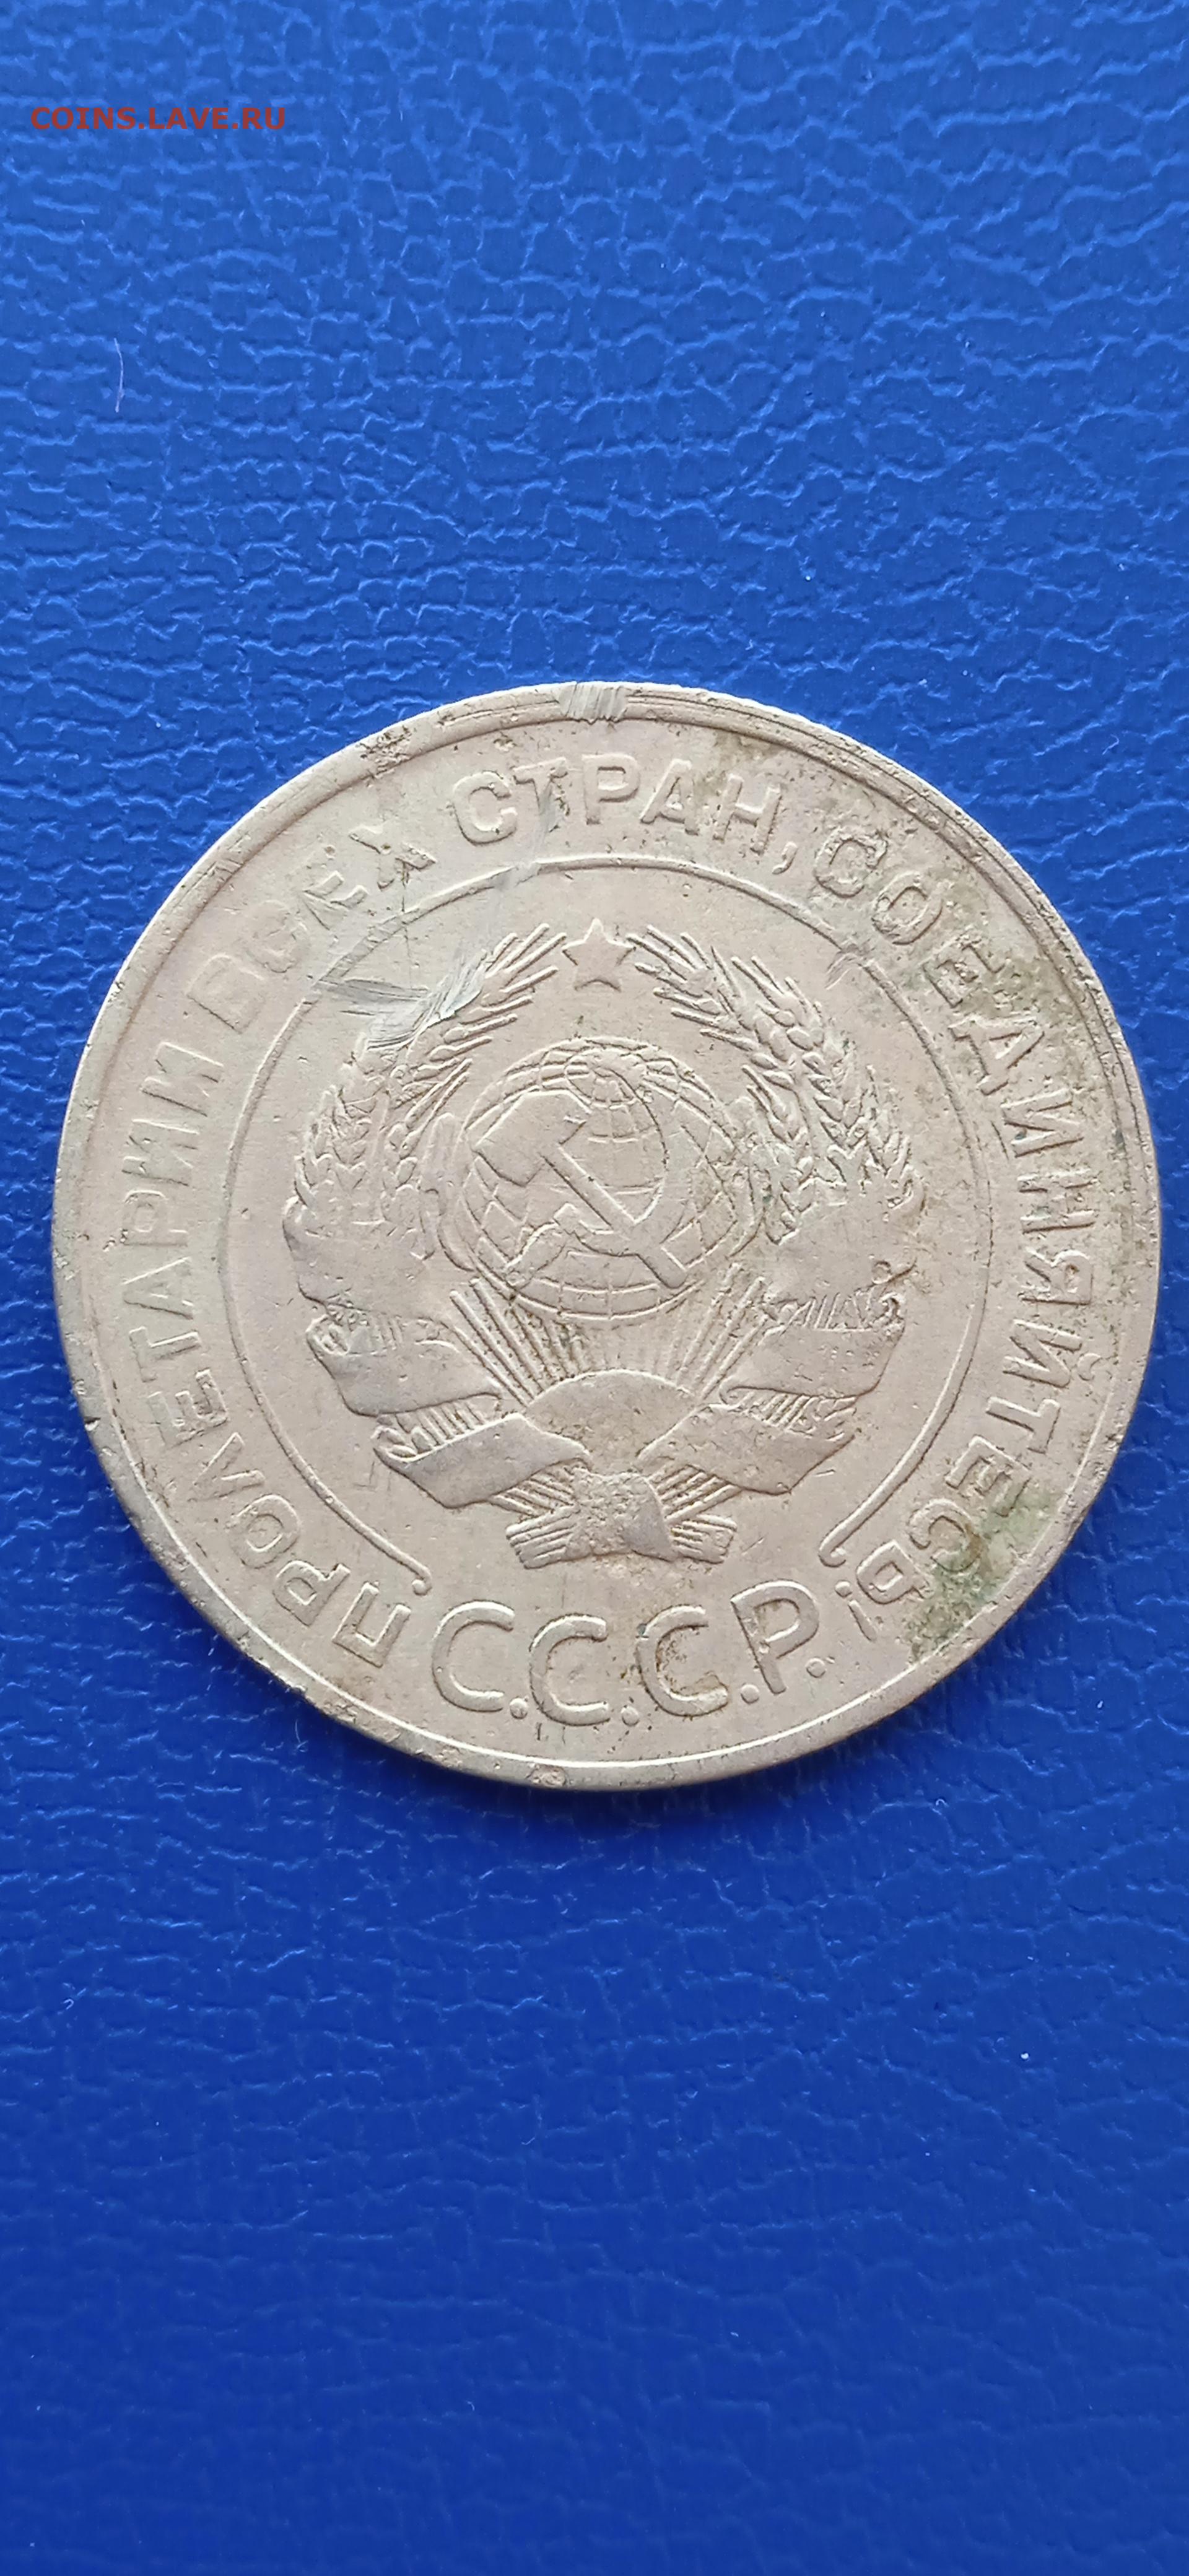 COINS.LAVE.RU
ПРОЛЕТАРИИ ВСЕХ СТРАН, СОЕДИНЯЙТЕСЬ!
С.С.С.Р.